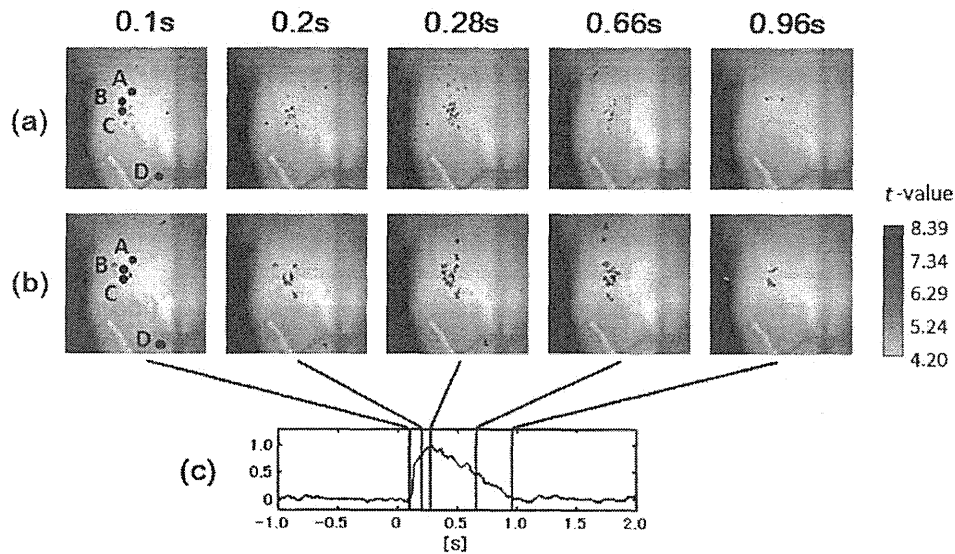 0.1s 0.2s 0.28s 0.66s 0.96s
(a)
A
B
C
D
(b)
A
B
C
D
t-value
8.39
7.34
6.29
5.24
4.20
(c)
1.0
0.5
0
-1.0 -0.5 0 0.5 1.0 1.5 2.0
[s]